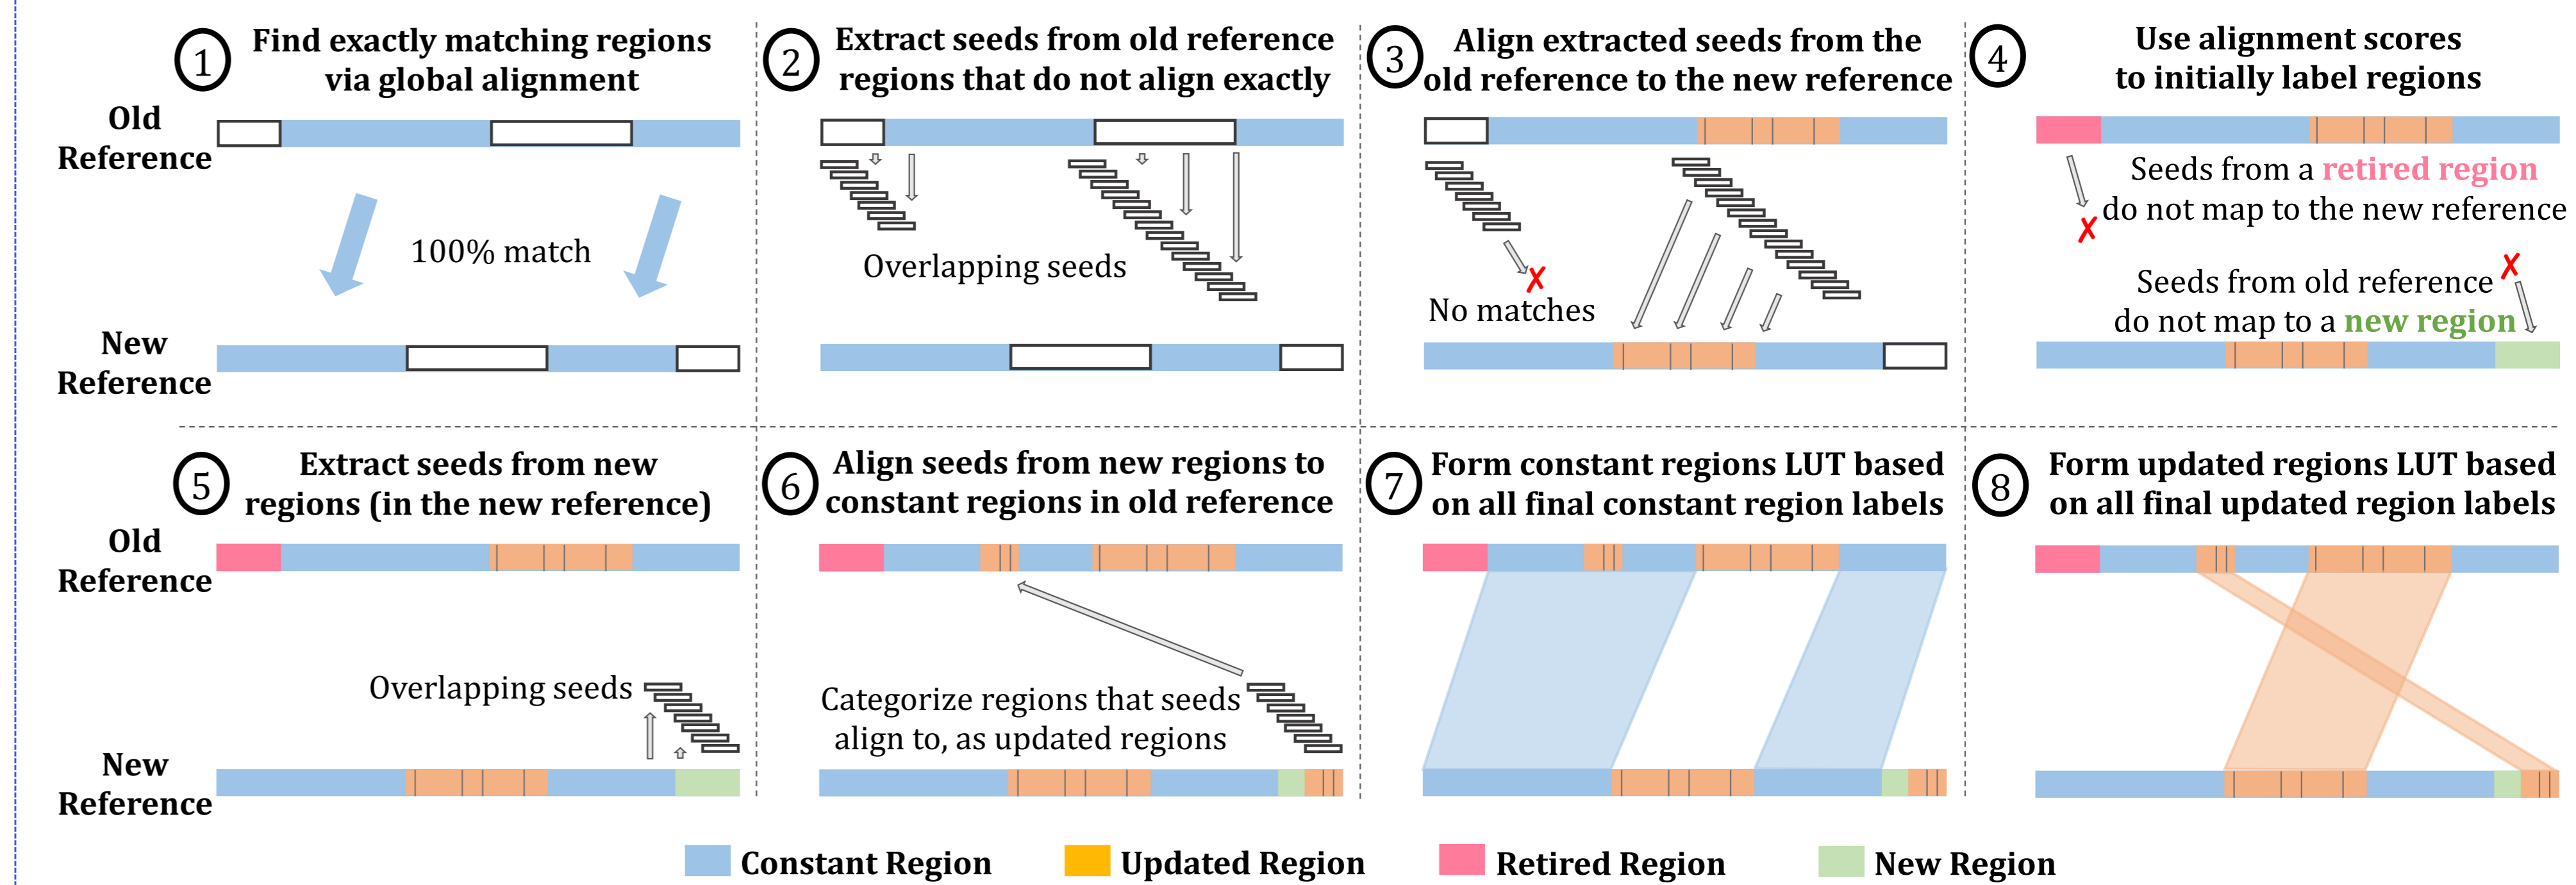 1
Find exactly matching regions
via global alignment
Old
Reference
100% match
New
Reference
2
Extract seeds from old reference
regions that do not align exactly
Overlapping seeds
3
Align extracted seeds from the
old reference to the new reference
No matches
4
Use alignment scores
to initially label regions
Seeds from a retired region
do not map to the new reference
✗
Seeds from old reference
do not map to a new region
5
Extract seeds from new
regions (in the new reference)
Old
Reference
Overlapping seeds
New
Reference
6
Align seeds from new regions to
constant regions in old reference
Categorize regions that seeds
align to, as updated regions
7
Form constant regions LUT based
on all final constant region labels
8
Form updated regions LUT based
on all final updated region labels
Constant Region
Updated Region
Retired Region
New Region